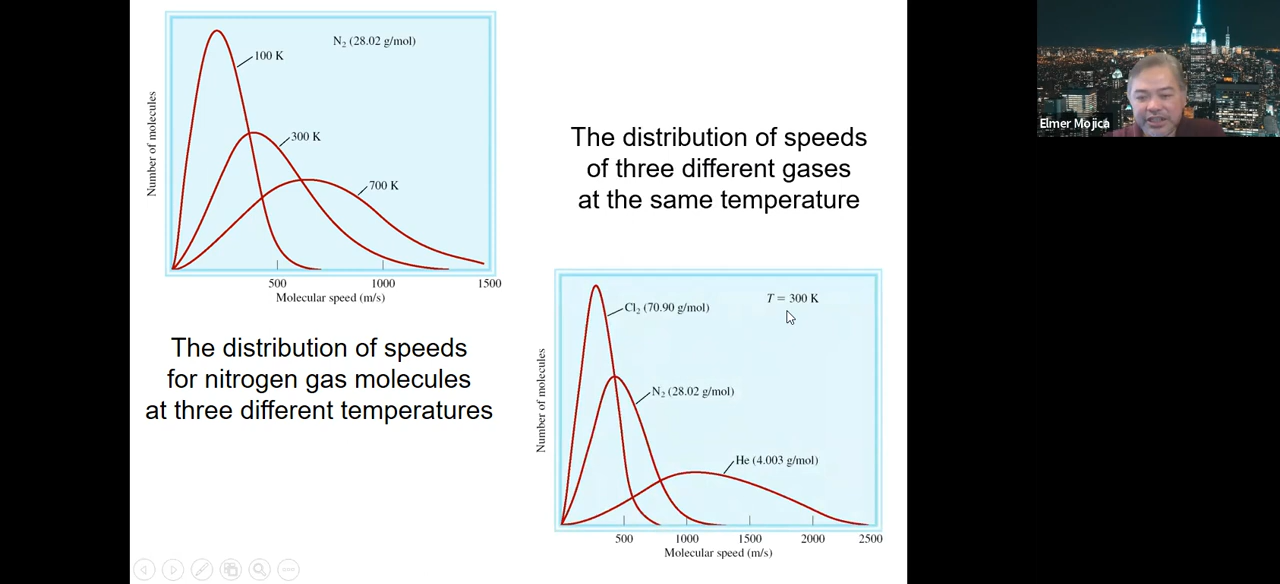 N₂ (28.02 g/mol)
100 K
300 K
700 K
Number of molecules
500
1000
1500
Molecular speed (m/s)
The distribution of speeds
for nitrogen gas molecules
at three different temperatures
The distribution of speeds
of three different gases
at the same temperature
Cl₂ (70.90 g/mol)
T = 300 K
N₂ (28.02 g/mol)
He (4.003 g/mol)
Number of molecules
500
1000
1500
2000
2500
Molecular speed (m/s)
Elmer Mojica